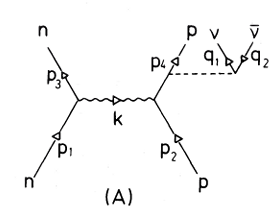 n p ν ν̄
p₃ p₄ q₁ q₂
k
p₁ p₂
n p
(A)